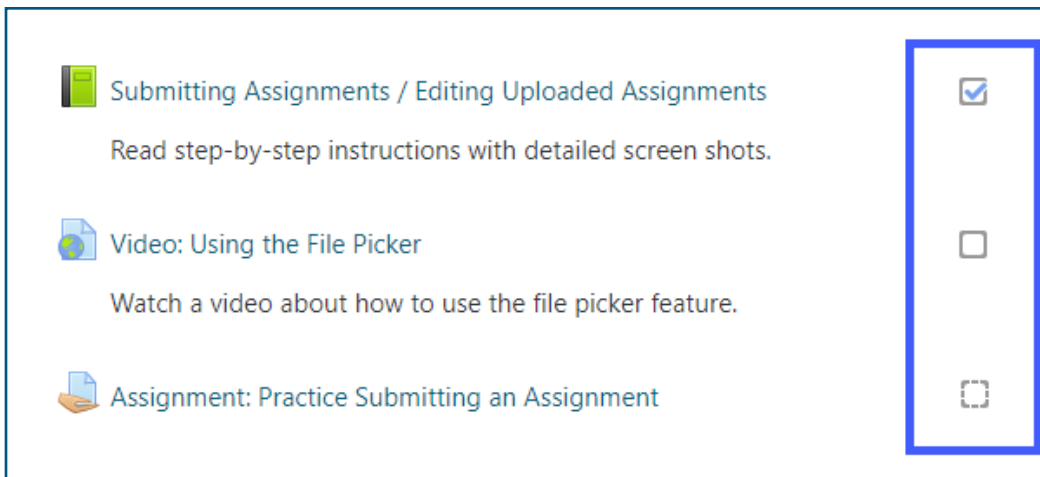 Submitting Assignments / Editing Uploaded Assignments
Read step-by-step instructions with detailed screen shots.
Video: Using the File Picker
Watch a video about how to use the file picker feature.
Assignment: Practice Submitting an Assignment